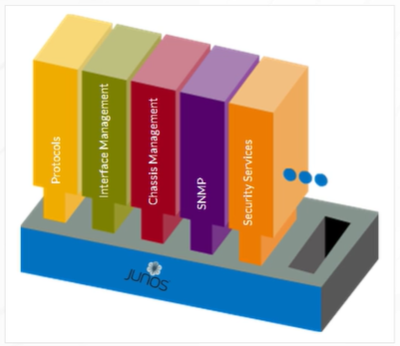 Protocols
Interface Management
Chassis Management
SNMP
Security Services
JUNOS